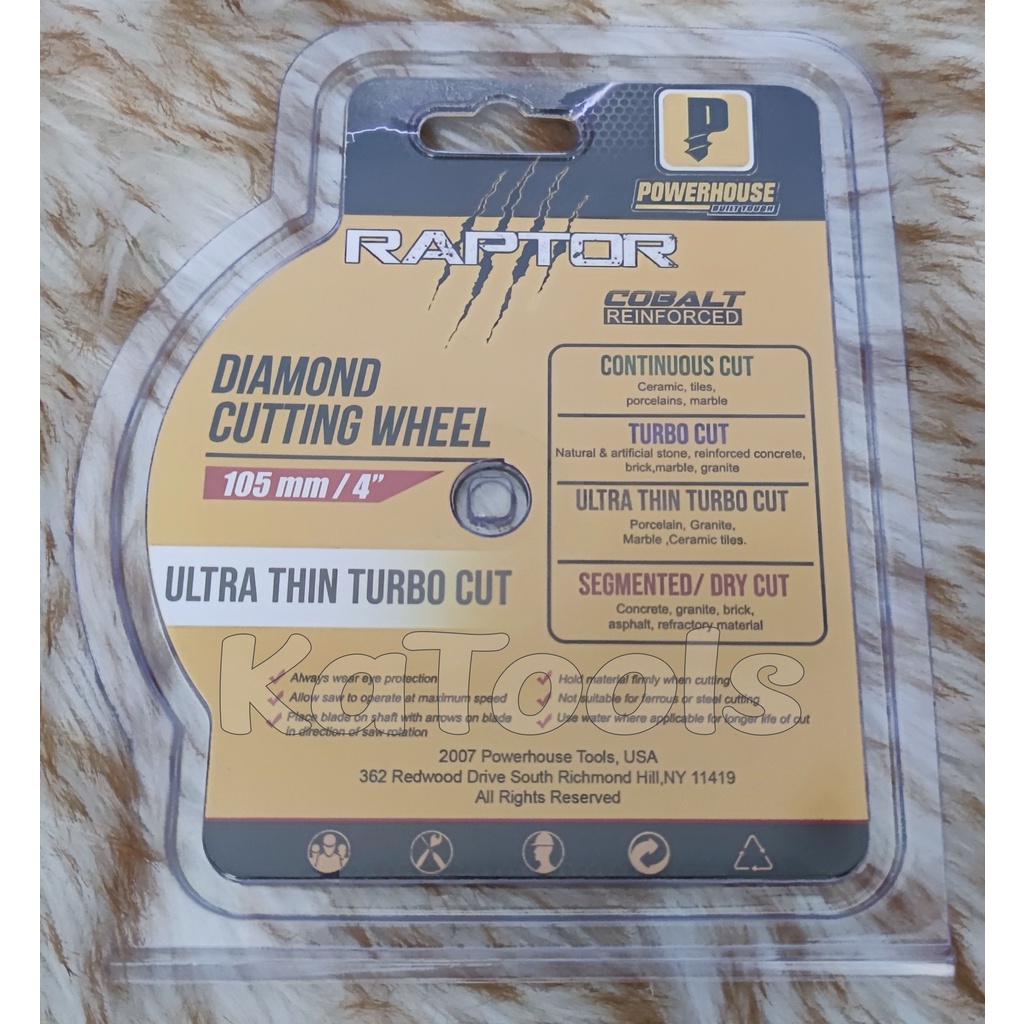 P
POWERHOUSE
BUILT TOUGH
RAPTOR
COBALT
REINFORCED
DIAMOND
CUTTING WHEEL
105 mm / 4”
ULTRA THIN TURBO CUT
CONTINUOUS CUT
Ceramic, tiles,
porcelains, marble
TURBO CUT
Natural & artificial stone, reinforced concrete,
brick,marble, granite
ULTRA THIN TURBO CUT
Porcelain, Granite,
Marble ,Ceramic tiles.
SEGMENTED/ DRY CUT
Concrete, granite, brick,
asphalt, refractory material
KaTools
Always wear eye protection
Allow saw to operate at maximum speed
Place blade on shaft with arrows on blade
in direction of saw rotation
Hold material firmly when cutting
Not suitable for ferrous or steel cutting
Use water where applicable for longer life of cut
2007 Powerhouse Tools, USA
362 Redwood Drive South Richmond Hill,NY 11419
All Rights Reserved